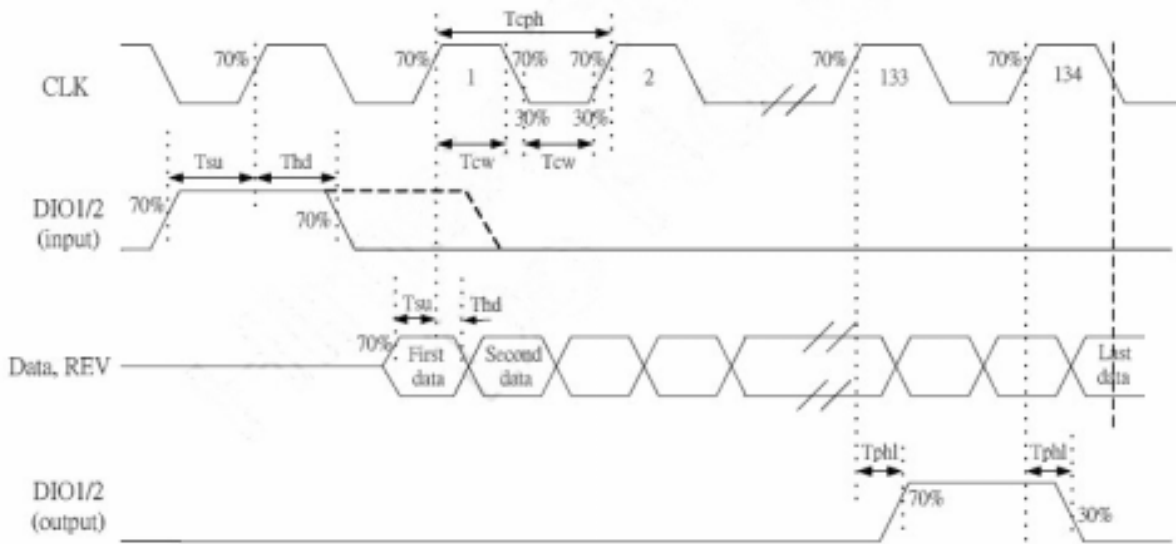 Tcph
CLK
70%
70%
1
70%
70%
2
70%
133
70%
134
30%
30%
Tsu
Thd
Tcw
Tcw
DIO1/2
(input)
70%
70%
Tsu
Thd
Data, REV
70%
First
data
Second
data
Last
data
Tphl
Tphl
DIO1/2
(output)
70%
30%